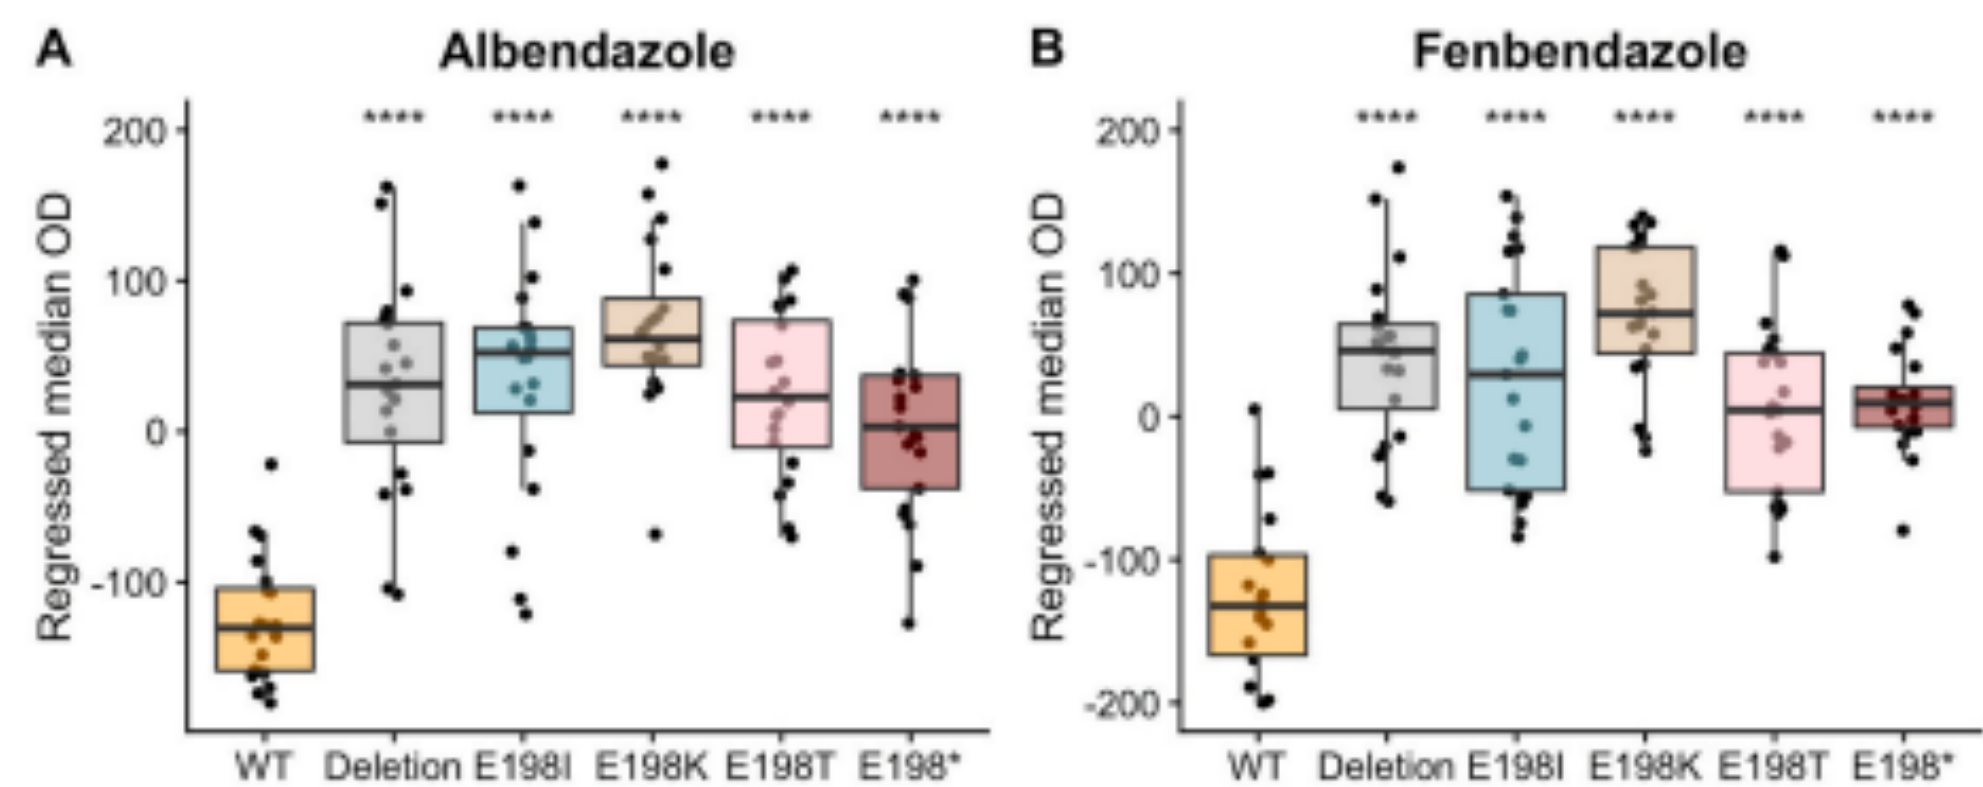 A Albendazole
**** **** **** **** ****
200
100
0
-100
Regressed median OD
WT Deletion E198I E198K E198T E198*
B Fenbendazole
**** **** **** **** ****
200
100
0
-100
-200
Regressed median OD
WT Deletion E198I E198K E198T E198*